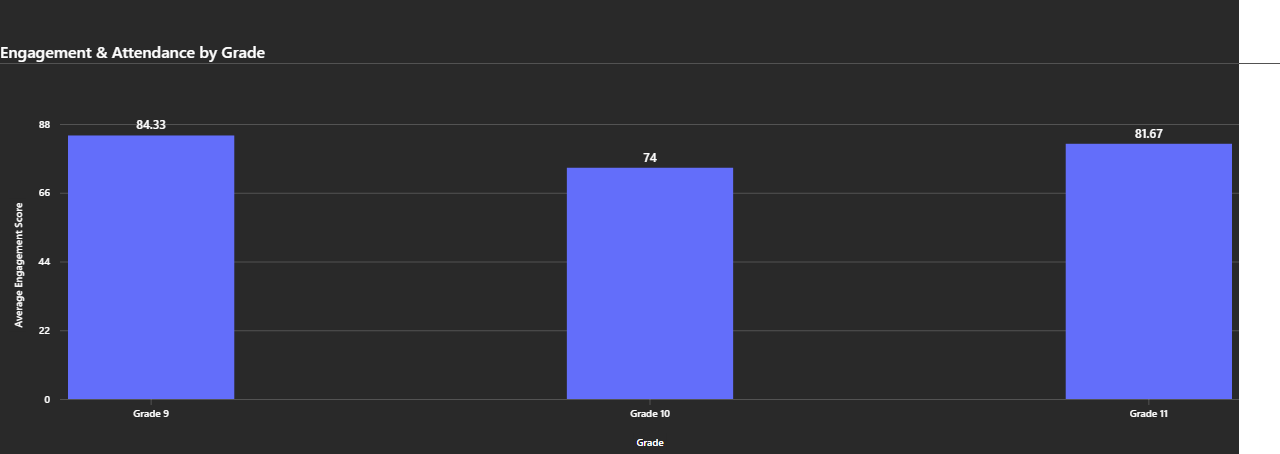 Engagement & Attendance by Grade
88
84.33
81.67
74
66
44
22
0
Average Engagement Score
Grade 9
Grade 10
Grade 11
Grade